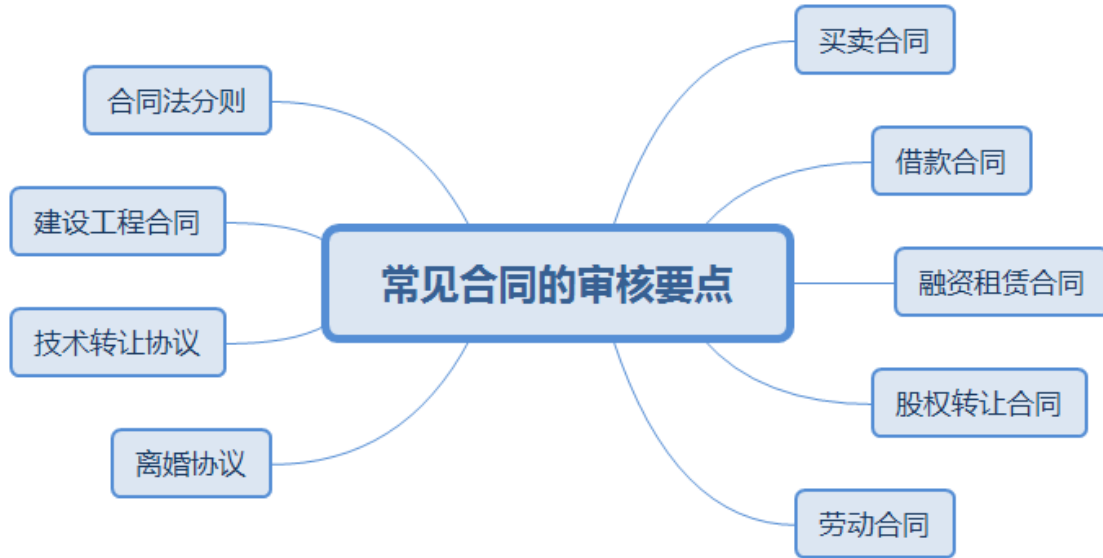 常见合同的审核要点
买卖合同
借款合同
融资租赁合同
股权转让合同
劳动合同
合同法分则
建设工程合同
技术转让协议
离婚协议